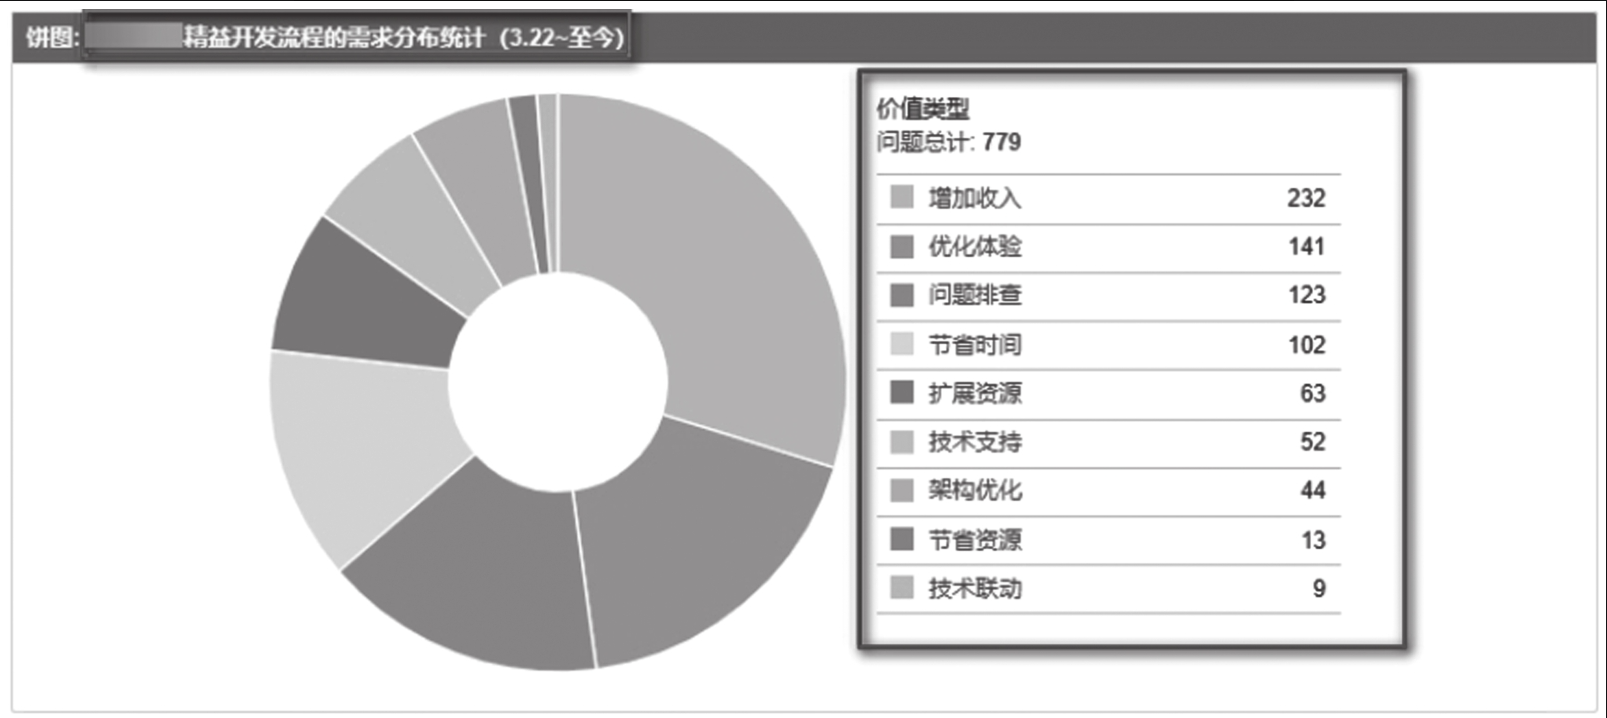 饼图: 精益开发流程的需求分布统计 (3.22~至今)
价值类型
问题总计: 779
增加收入 232
优化体验 141
问题排查 123
节省时间 102
扩展资源 63
技术支持 52
架构优化 44
节省资源 13
技术联动 9